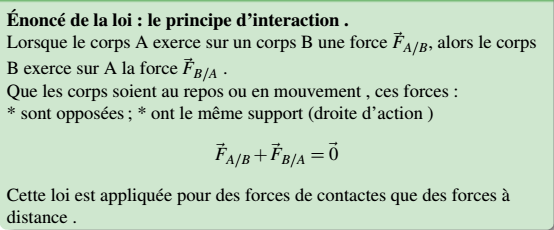 Énoncé de la loi : le principe d’interaction .
Lorsque le corps A exerce sur un corps B une force $\vec{F}_{A/B}$, alors le corps
B exerce sur A la force $\vec{F}_{B/A}$ .
Que les corps soient au repos ou en mouvement , ces forces :
* sont opposées ; * ont le même support (droite d’action )
$\vec{F}_{A/B} + \vec{F}_{B/A} = \vec{0}$
Cette loi est appliquée pour des forces de contactes que des forces à
distance .